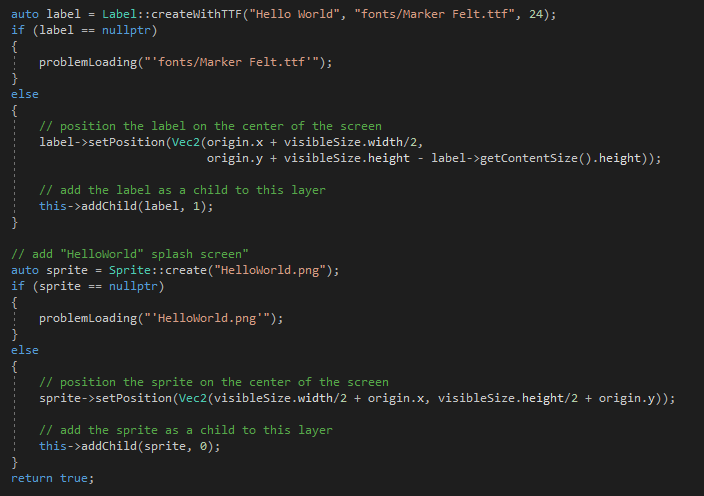 auto label = Label::createWithTTF("Hello World", "fonts/Marker Felt.ttf", 24);
if (label == nullptr)
{
    problemLoading("'fonts/Marker Felt.ttf'");
}
else
{
    // position the label on the center of the screen
    label->setPosition(Vec2(origin.x + visibleSize.width/2,
                            origin.y + visibleSize.height - label->getContentSize().height));

    // add the label as a child to this layer
    this->addChild(label, 1);
}

// add "HelloWorld" splash screen"
auto sprite = Sprite::create("HelloWorld.png");
if (sprite == nullptr)
{
    problemLoading("'HelloWorld.png'");
}
else
{
    // position the sprite on the center of the screen
    sprite->setPosition(Vec2(visibleSize.width/2 + origin.x, visibleSize.height/2 + origin.y));

    // add the sprite as a child to this layer
    this->addChild(sprite, 0);
}
return true;